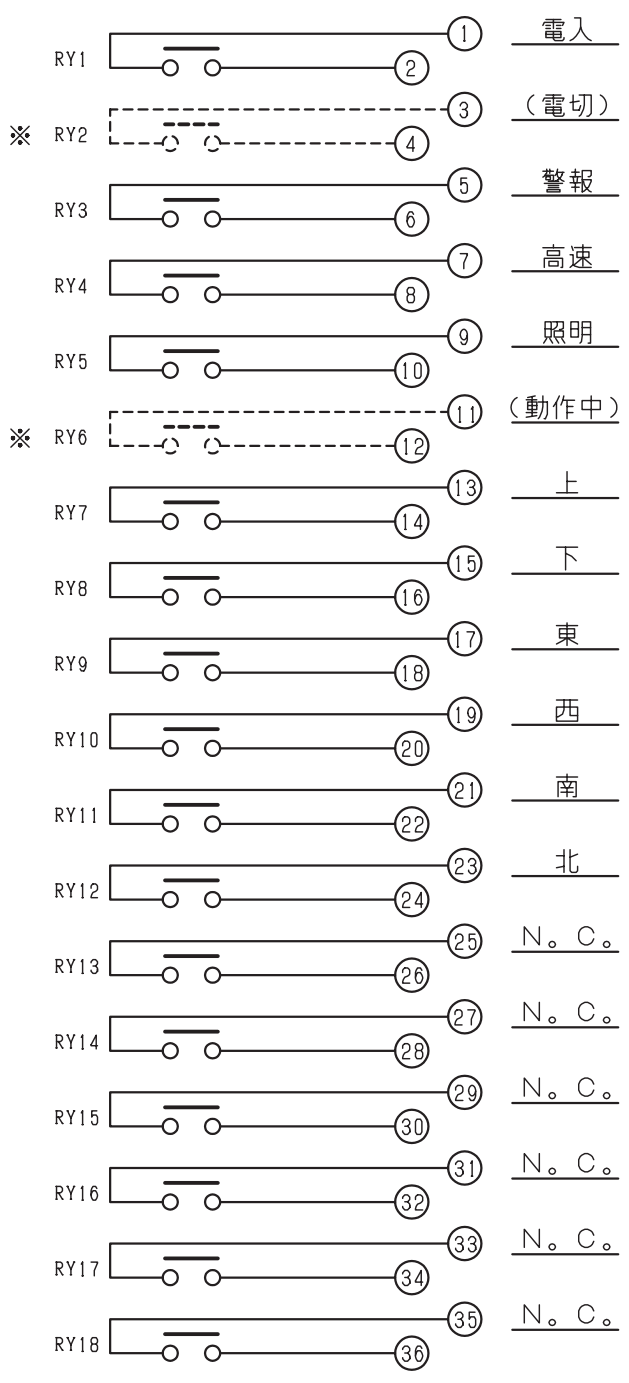 ① 電入
RY1 ②
③ (電切)
※ RY2 ④
⑤ 警報
RY3 ⑥
⑦ 高速
RY4 ⑧
⑨ 照明
RY5 ⑩
⑪ (動作中)
※ RY6 ⑫
⑬ 上
RY7 ⑭
⑮ 下
RY8 ⑯
⑰ 東
RY9 ⑱
⑲ 西
RY10 ⑳
㉑ 南
RY11 ㉒
㉓ 北
RY12 ㉔
㉕ N。C。
RY13 ㉖
㉗ N。C。
RY14 ㉘
㉙ N。C。
RY15 ㉚
㉛ N。C。
RY16 ㉜
㉝ N。C。
RY17 ㉞
㉟ N。C。
RY18 ㊱